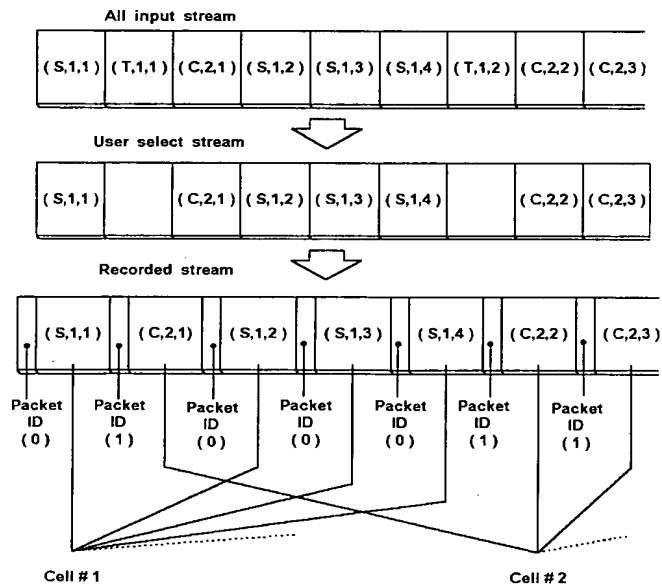 All input stream
( S,1,1 ) ( T,1,1 ) ( C,2,1 ) ( S,1,2 ) ( S,1,3 ) ( S,1,4 ) ( T,1,2 ) ( C,2,2 ) ( C,2,3 )
User select stream
( S,1,1 ) ( C,2,1 ) ( S,1,2 ) ( S,1,3 ) ( S,1,4 ) ( C,2,2 ) ( C,2,3 )
Recorded stream
( S,1,1 ) ( C,2,1 ) ( S,1,2 ) ( S,1,3 ) ( S,1,4 ) ( C,2,2 ) ( C,2,3 )
Packet ID ( 0 )
Packet ID ( 1 )
Packet ID ( 0 )
Packet ID ( 0 )
Packet ID ( 0 )
Packet ID ( 1 )
Packet ID ( 1 )
Cell # 1
Cell # 2